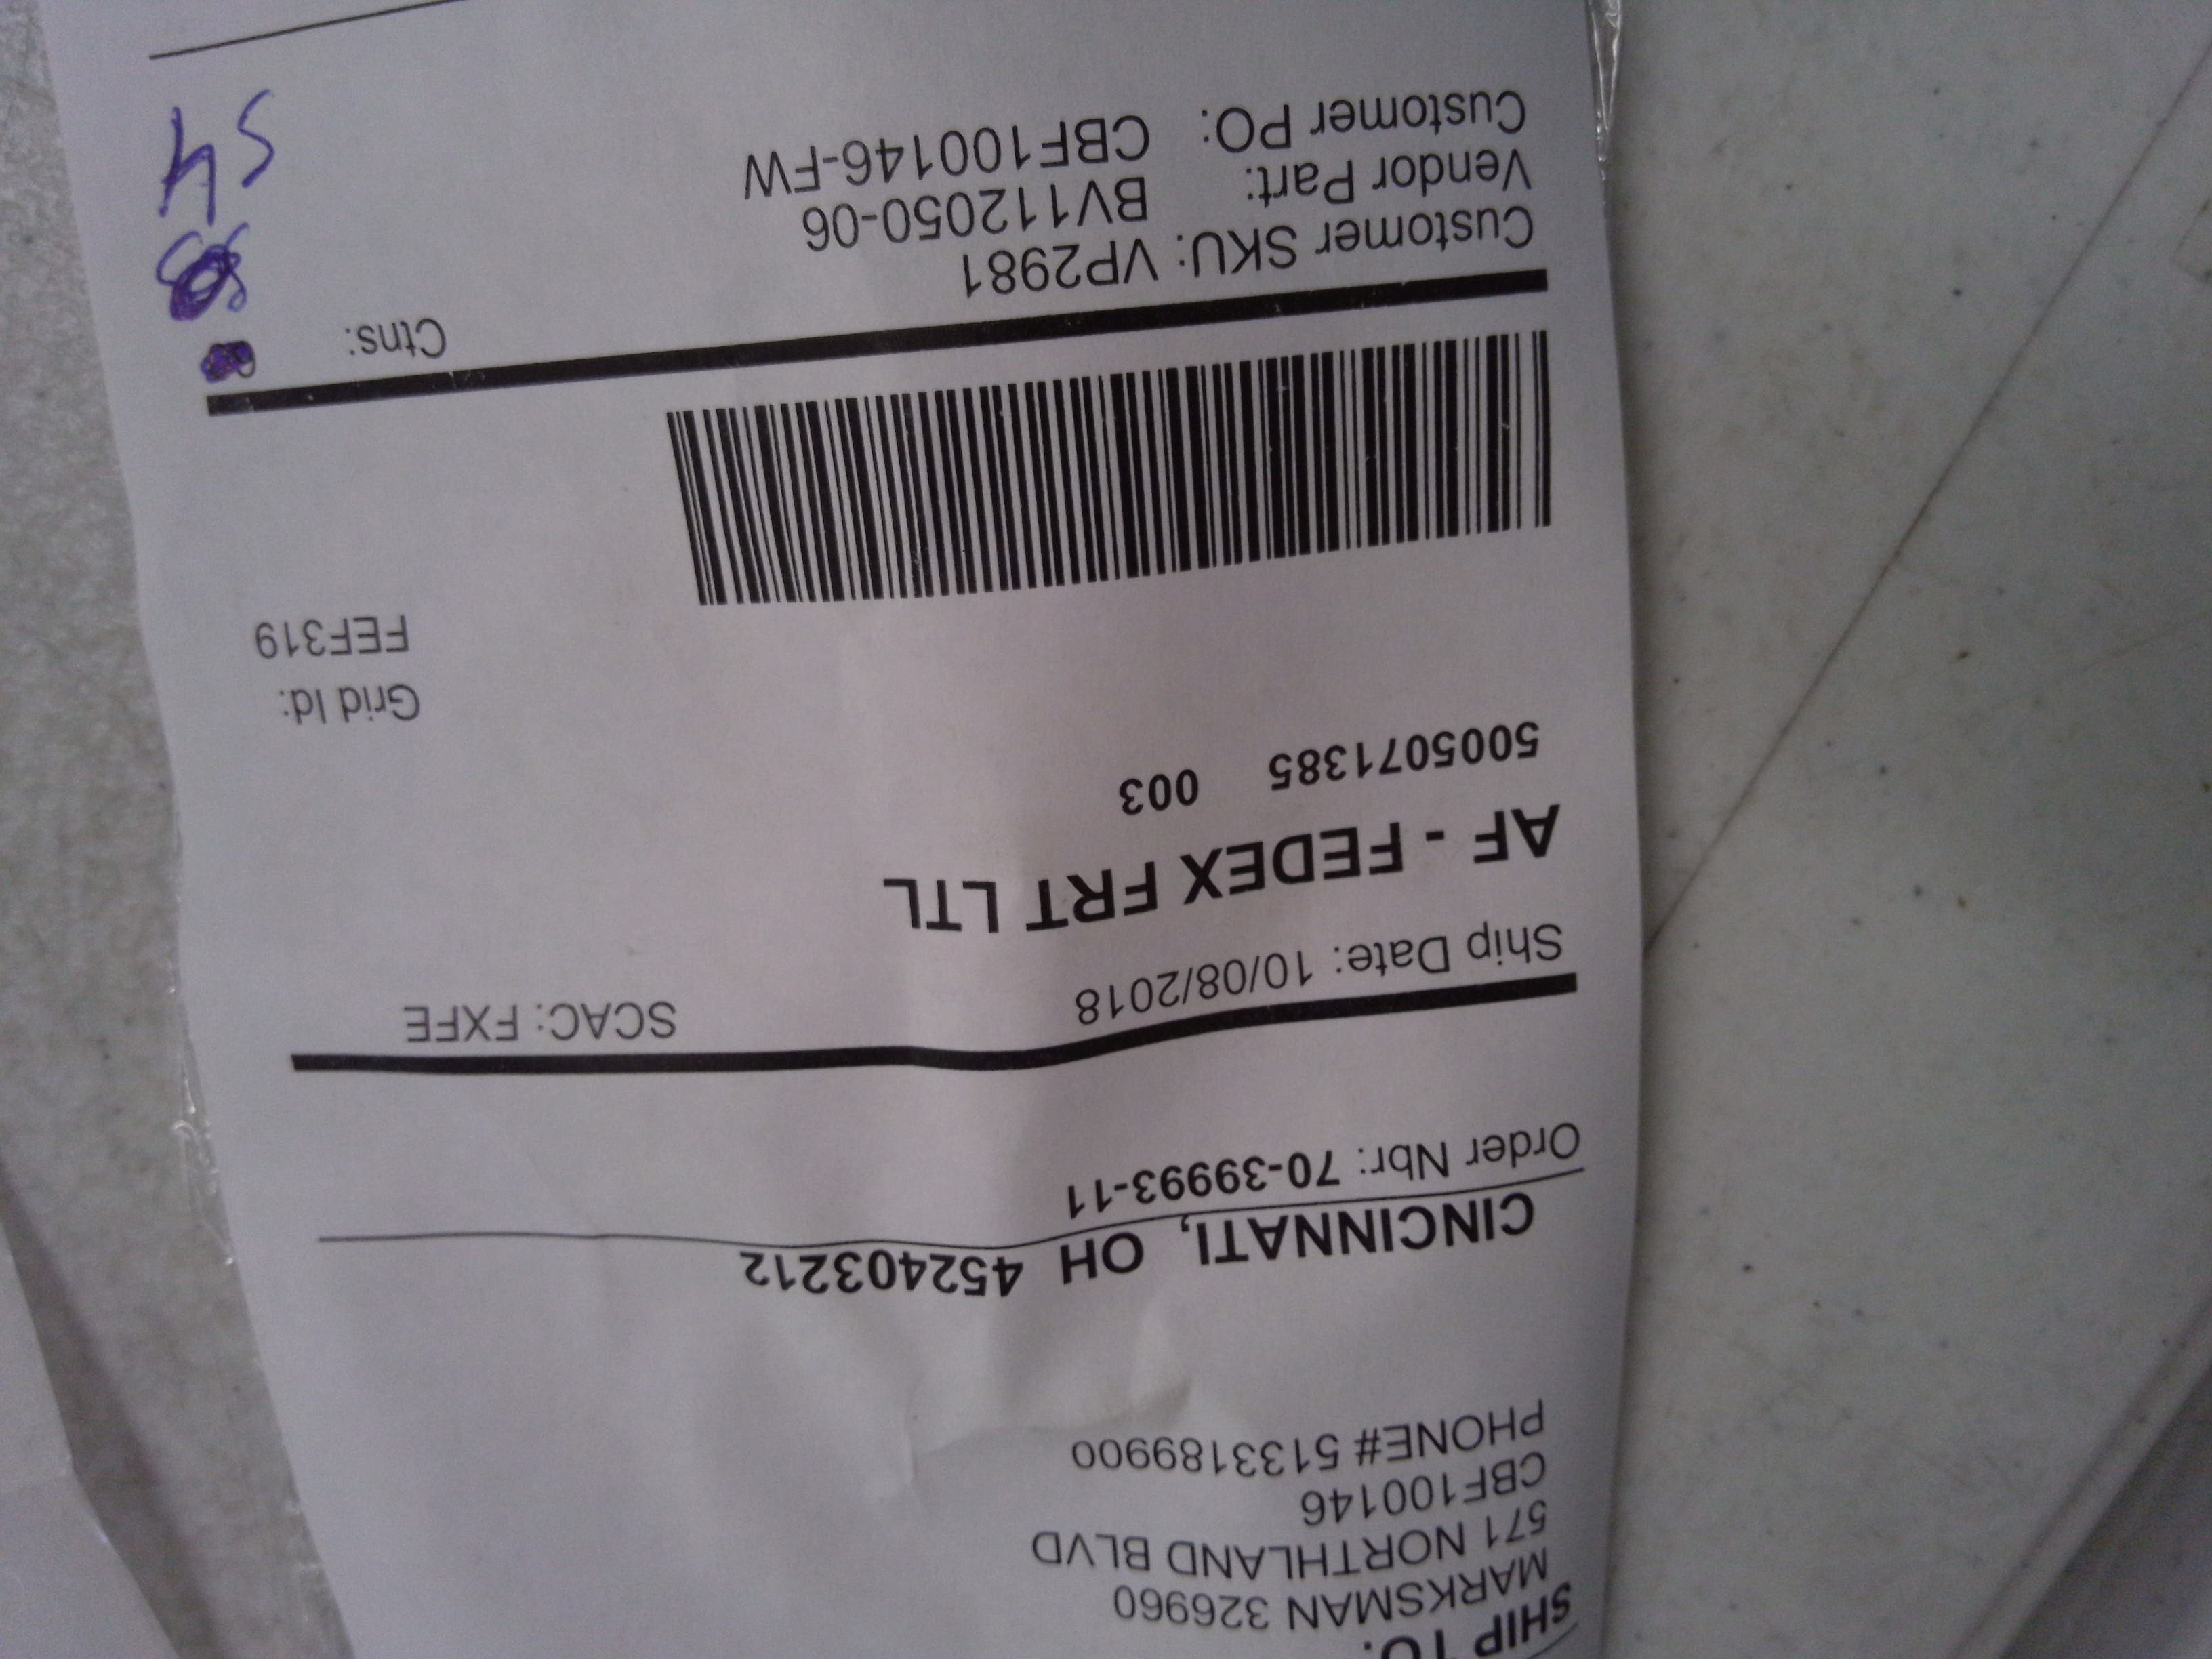 SHIP TO:
MARKSMAN 326960
571 NORTHLAND BLVD
CBF100146
PHONE# 5133189900
CINCINNATI, OH 452403212
Order Nbr: 70-39993-11
Ship Date: 10/08/2018 SCAC: FXFE
AF - FEDEX FRT LTL
5005071385 003
Grid Id:
FEF319
Customer SKU: VP2981 Ctns:
Vendor Part: BV112050-06
Customer PO: CBF100146-FW
54